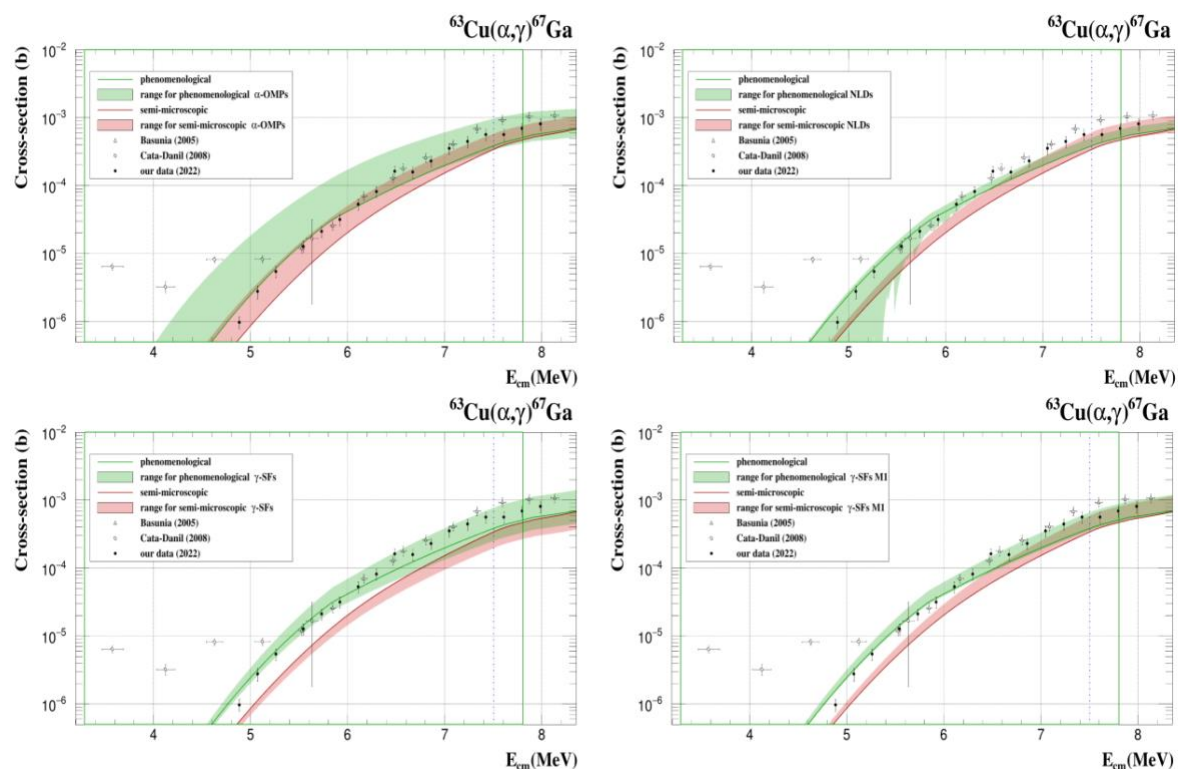 ⁶³Cu(α,γ)⁶⁷Ga
Cross-section (b)
10⁻²
10⁻³
10⁻⁴
10⁻⁵
10⁻⁶
phenomenological
range for phenomenological α-OMPs
semi-microscopic
range for semi-microscopic α-OMPs
Basunia (2005)
Cata-Danil (2008)
our data (2022)
4 5 6 7 8
E_cm(MeV)
⁶³Cu(α,γ)⁶⁷Ga
Cross-section (b)
10⁻²
10⁻³
10⁻⁴
10⁻⁵
10⁻⁶
phenomenological
range for phenomenological NLDs
semi-microscopic
range for semi-microscopic NLDs
Basunia (2005)
Cata-Danil (2008)
our data (2022)
4 5 6 7 8
E_cm(MeV)
⁶³Cu(α,γ)⁶⁷Ga
Cross-section (b)
10⁻²
10⁻³
10⁻⁴
10⁻⁵
10⁻⁶
phenomenological
range for phenomenological γ-SFs
semi-microscopic
range for semi-microscopic γ-SFs
Basunia (2005)
Cata-Danil (2008)
our data (2022)
4 5 6 7 8
E_cm(MeV)
⁶³Cu(α,γ)⁶⁷Ga
Cross-section (b)
10⁻²
10⁻³
10⁻⁴
10⁻⁵
10⁻⁶
phenomenological
range for phenomenological γ-SFs M1
semi-microscopic
range for semi-microscopic γ-SFs M1
Basunia (2005)
Cata-Danil (2008)
our data (2022)
4 5 6 7 8
E_cm(MeV)